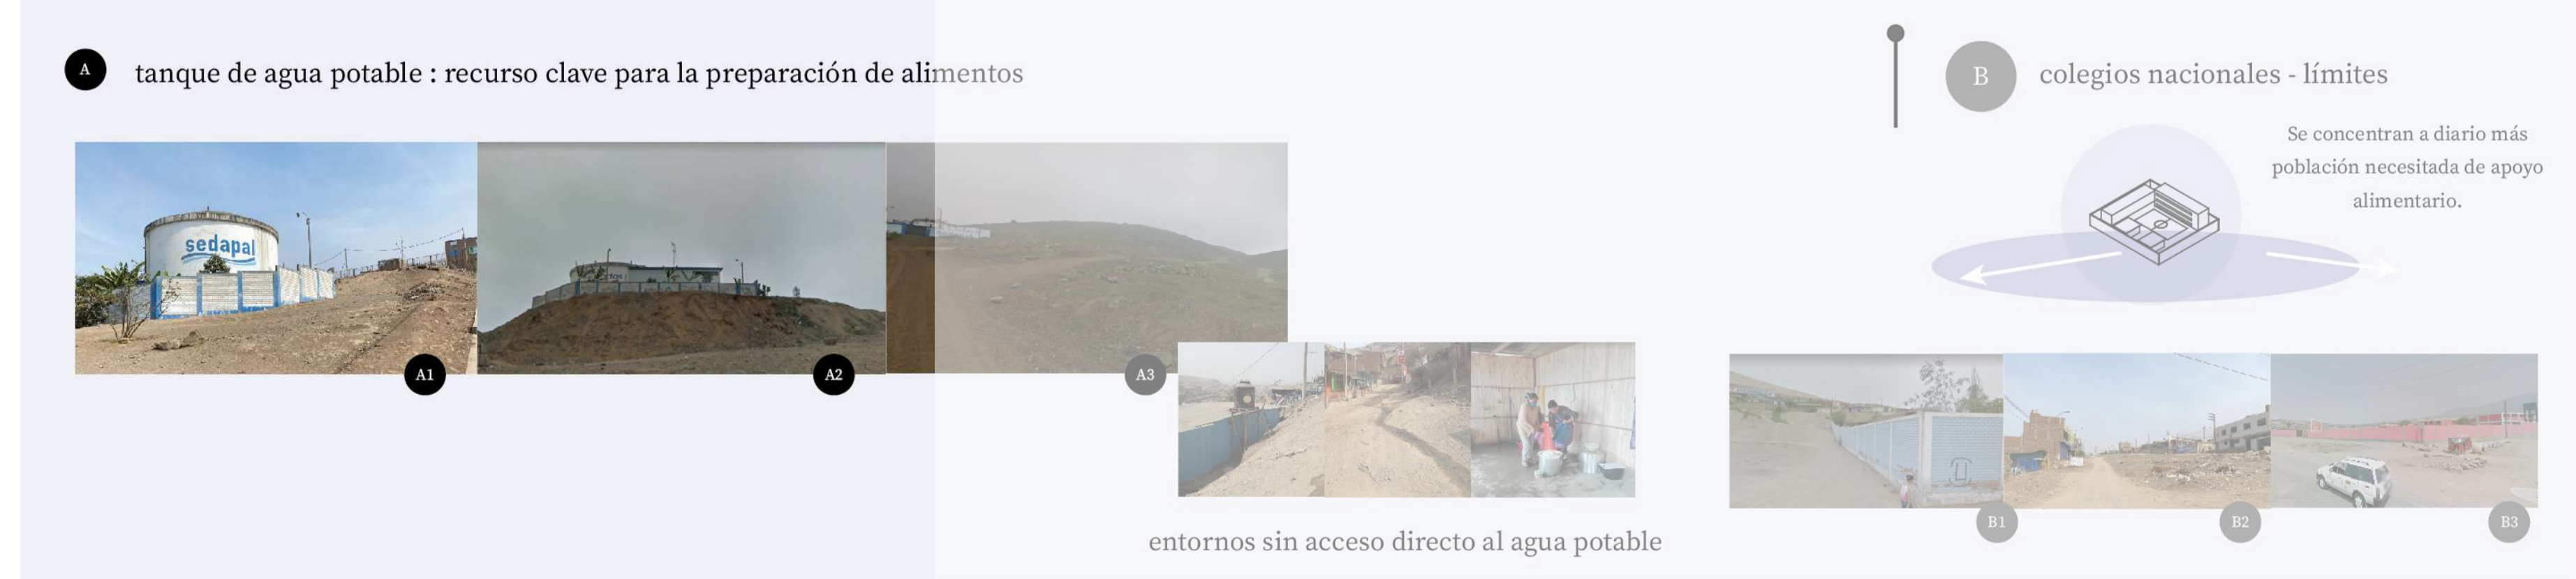 A
tanque de agua potable : recurso clave para la preparación de alimentos
sedapal
A1
A2
A3
entornos sin acceso directo al agua potable
B
colegios nacionales - límites
Se concentran a diario más
población necesitada de apoyo
alimentario.
B1
B2
B3